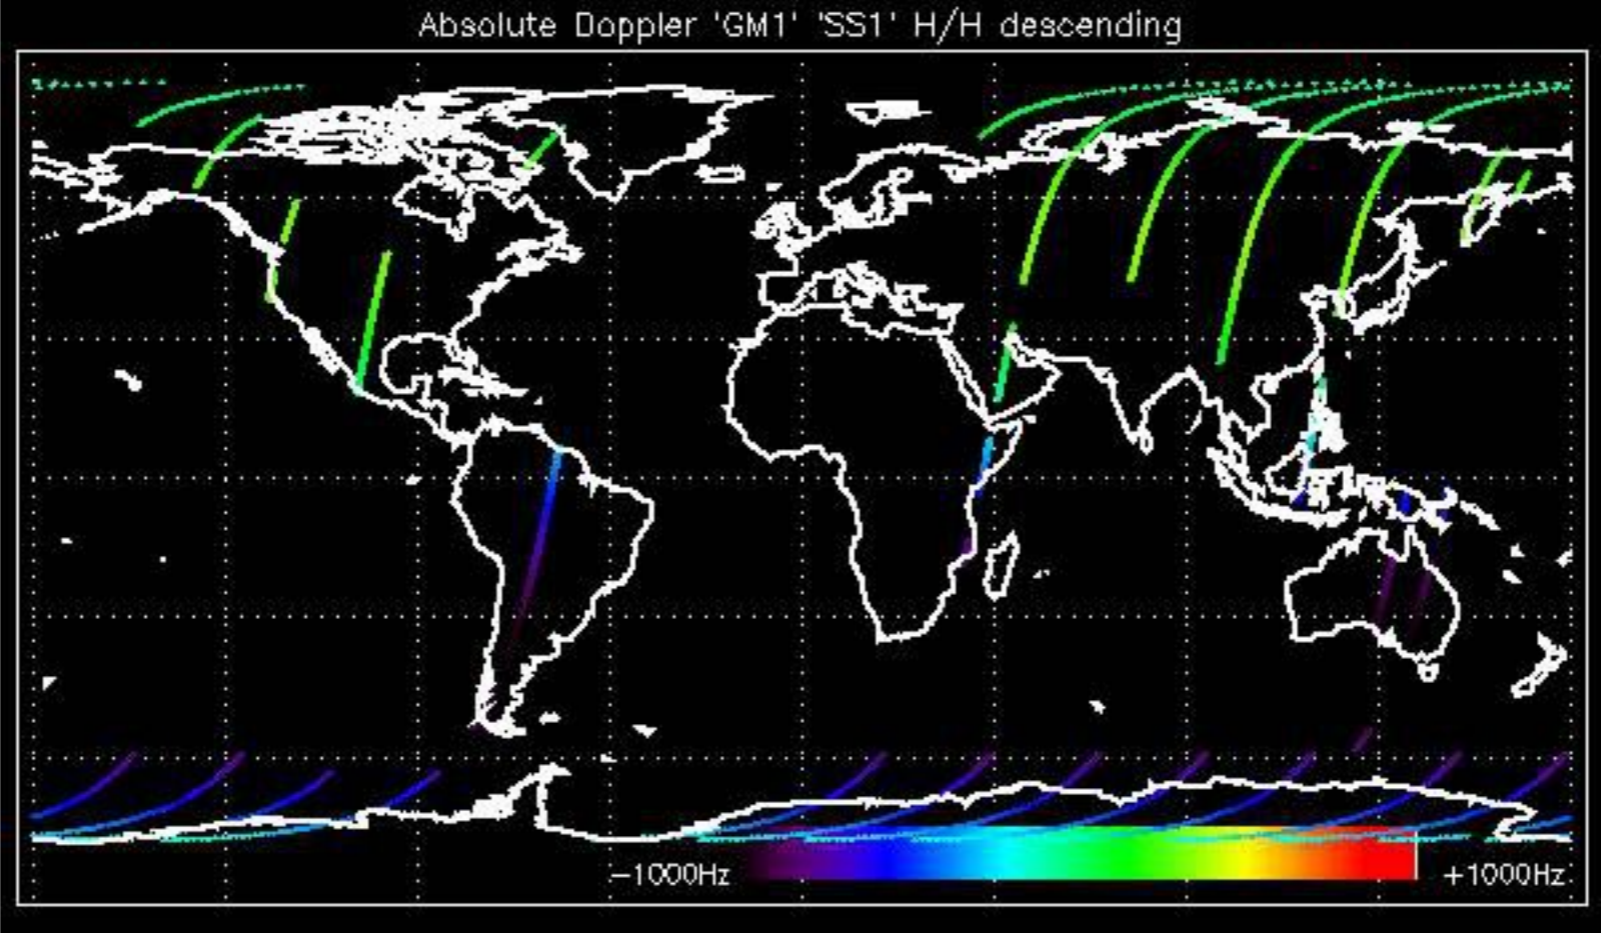 Absolute Doppler 'GM1' 'SS1' H/H descending
−1000Hz
+1000Hz